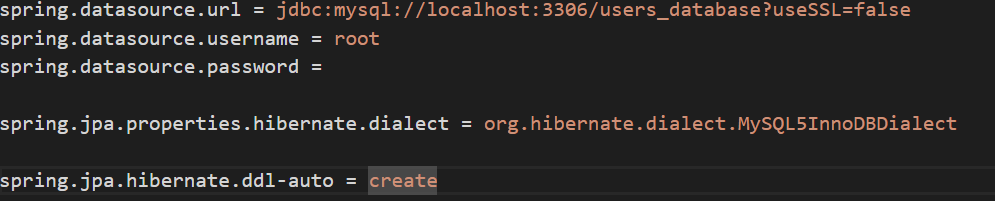 spring.datasource.url = jdbc:mysql://localhost:3306/users_database?useSSL=false
spring.datasource.username = root
spring.datasource.password =
spring.jpa.properties.hibernate.dialect = org.hibernate.dialect.MySQL5InnoDBDialect
spring.jpa.hibernate.ddl-auto = create